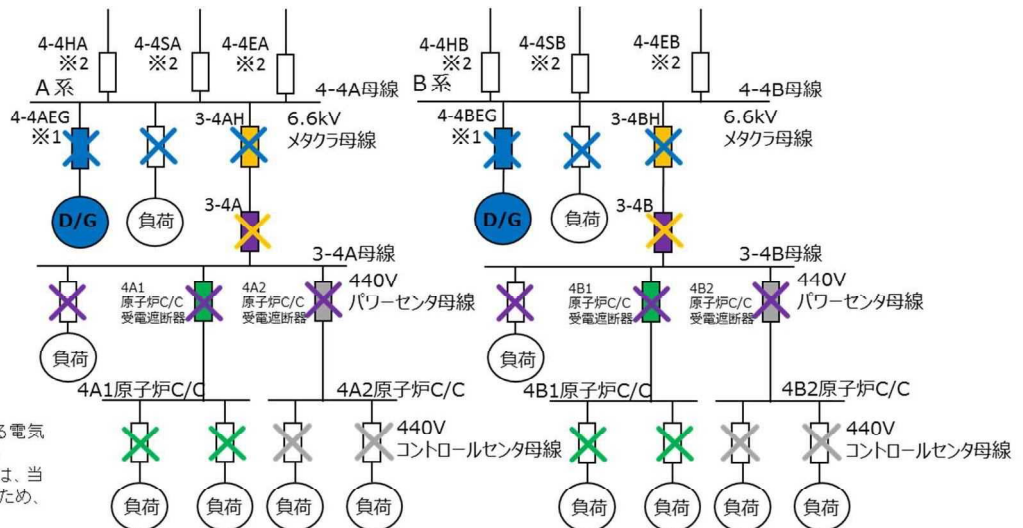 4-4HA
※2
4-4SA
※2
4-4EA
※2
A系
4-4A母線
4-4AEG
※1
3-4AH
6.6kV
メタクラ母線
D/G
負荷
3-4A
3-4A母線
4A1
原子炉C/C
受電遮断器
4A2
原子炉C/C
受電遮断器
440V
パワーセンタ母線
負荷
4A1原子炉C/C
4A2原子炉C/C
440V
コントロールセンタ母線
負荷
負荷
負荷
負荷
4-4HB
※2
4-4SB
※2
4-4EB
※2
B系
4-4B母線
4-4BEG
※1
3-4BH
6.6kV
メタクラ母線
D/G
負荷
3-4B
3-4B母線
4B1
原子炉C/C
受電遮断器
4B2
原子炉C/C
受電遮断器
440V
パワーセンタ母線
負荷
4B1原子炉C/C
4B2原子炉C/C
440V
コントロールセンタ母線
負荷
負荷
負荷
負荷
る電気
は、当
ため、